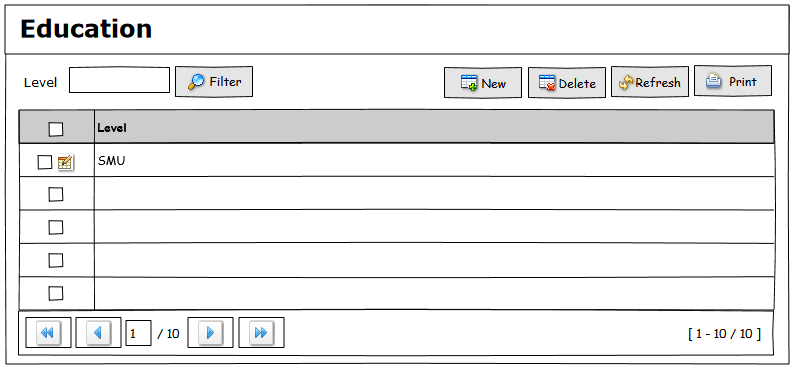 Education
Level Filter New Delete Refresh Print
Level
SMU
1 / 10 [ 1 - 10 / 10 ]